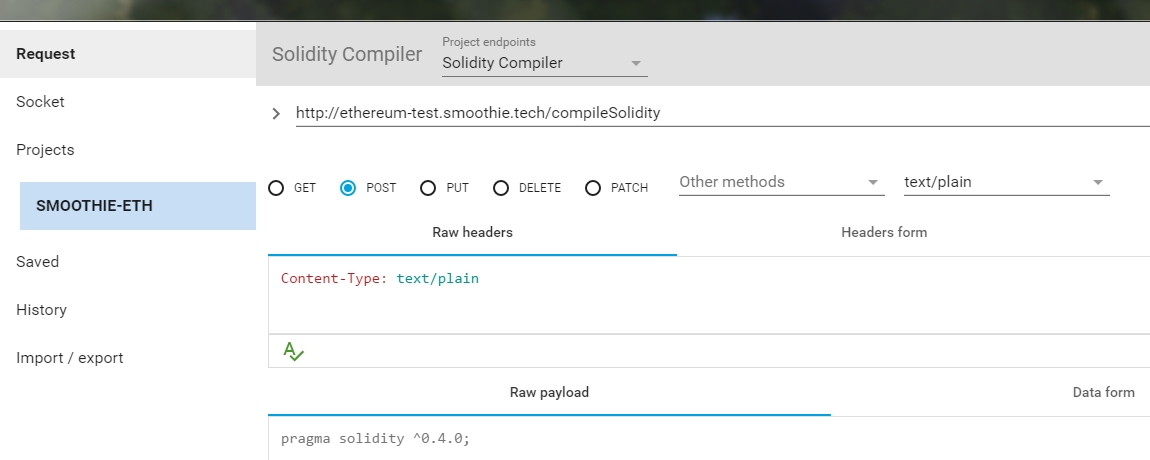 Request
Socket
Projects
SMOOTHIE-ETH
Saved
History
Import / export
Solidity Compiler
Project endpoints
Solidity Compiler
http://ethereum-test.smoothie.tech/compileSolidity
GET POST PUT DELETE PATCH Other methods text/plain
Raw headers Headers form
Content-Type: text/plain
Raw payload Data form
pragma solidity ^0.4.0;